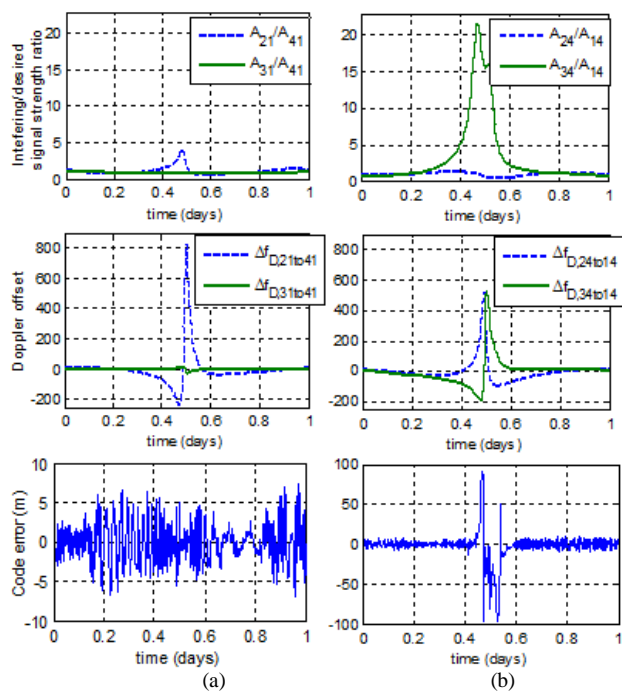 Intefering/desired
signal strength ratio
20
15
10
5
0
A21/A41
A31/A41
0 0.2 0.4 0.6 0.8 1
time (days)
20
15
10
5
0
A24/A14
A34/A14
0 0.2 0.4 0.6 0.8 1
time (days)
Doppler offset
800
600
400
200
0
-200
ΔfD,21to41
ΔfD,31to41
0 0.2 0.4 0.6 0.8 1
time (days)
800
600
400
200
0
-200
ΔfD,24to14
ΔfD,34to14
0 0.2 0.4 0.6 0.8 1
time (days)
Code error (m)
10
5
0
-5
-10
0 0.2 0.4 0.6 0.8 1
time (days)
100
50
0
-50
-100
0 0.2 0.4 0.6 0.8 1
time (days)
(a) (b)